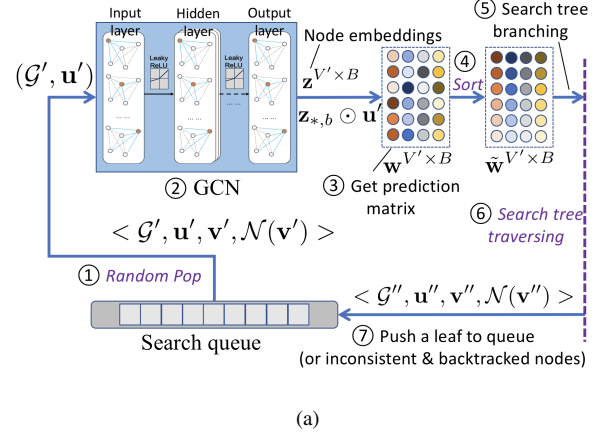 Input layer
Hidden layer
Output layer
Leaky ReLU
Leaky ReLU
... ...
... ...
... ...
... ...
(𝒢′, 𝐮′)
② GCN
Node embeddings
𝐳^{V′×B}
𝐳_{*,b} ⊙ 𝐮′
𝐰^{V′×B}
③ Get prediction
matrix
④
Sort
𝐰̃^{V′×B}
⑤ Search tree
branching
⑥ Search tree
traversing
< 𝒢′, 𝐮′, 𝐯′, 𝒩(𝐯′) >
① Random Pop
Search queue
< 𝒢″, 𝐮″, 𝐯″, 𝒩(𝐯″) >
⑦ Push a leaf to queue
(or inconsistent & backtracked nodes)
(a)